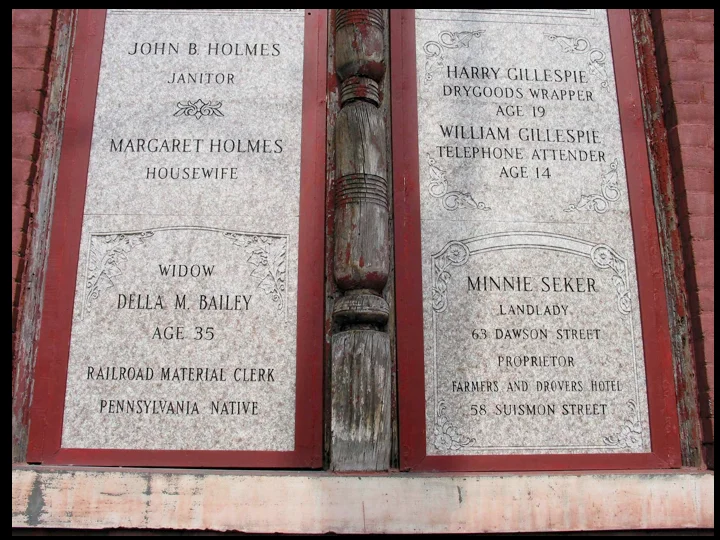 JOHN B. HOLMES
JANITOR
MARGARET HOLMES
HOUSEWIFE
WIDOW
DELLA M. BAILEY
AGE 35
RAILROAD MATERIAL CLERK
PENNSYLVANIA NATIVE
HARRY GILLESPIE
DRYGOODS WRAPPER
AGE 19
WILLIAM GILLESPIE
TELEPHONE ATTENDER
AGE 14
MINNIE SEKER
LANDLADY
63 DAWSON STREET
PROPRIETOR
FARMERS AND DROVERS HOTEL
58 SUISMON STREET